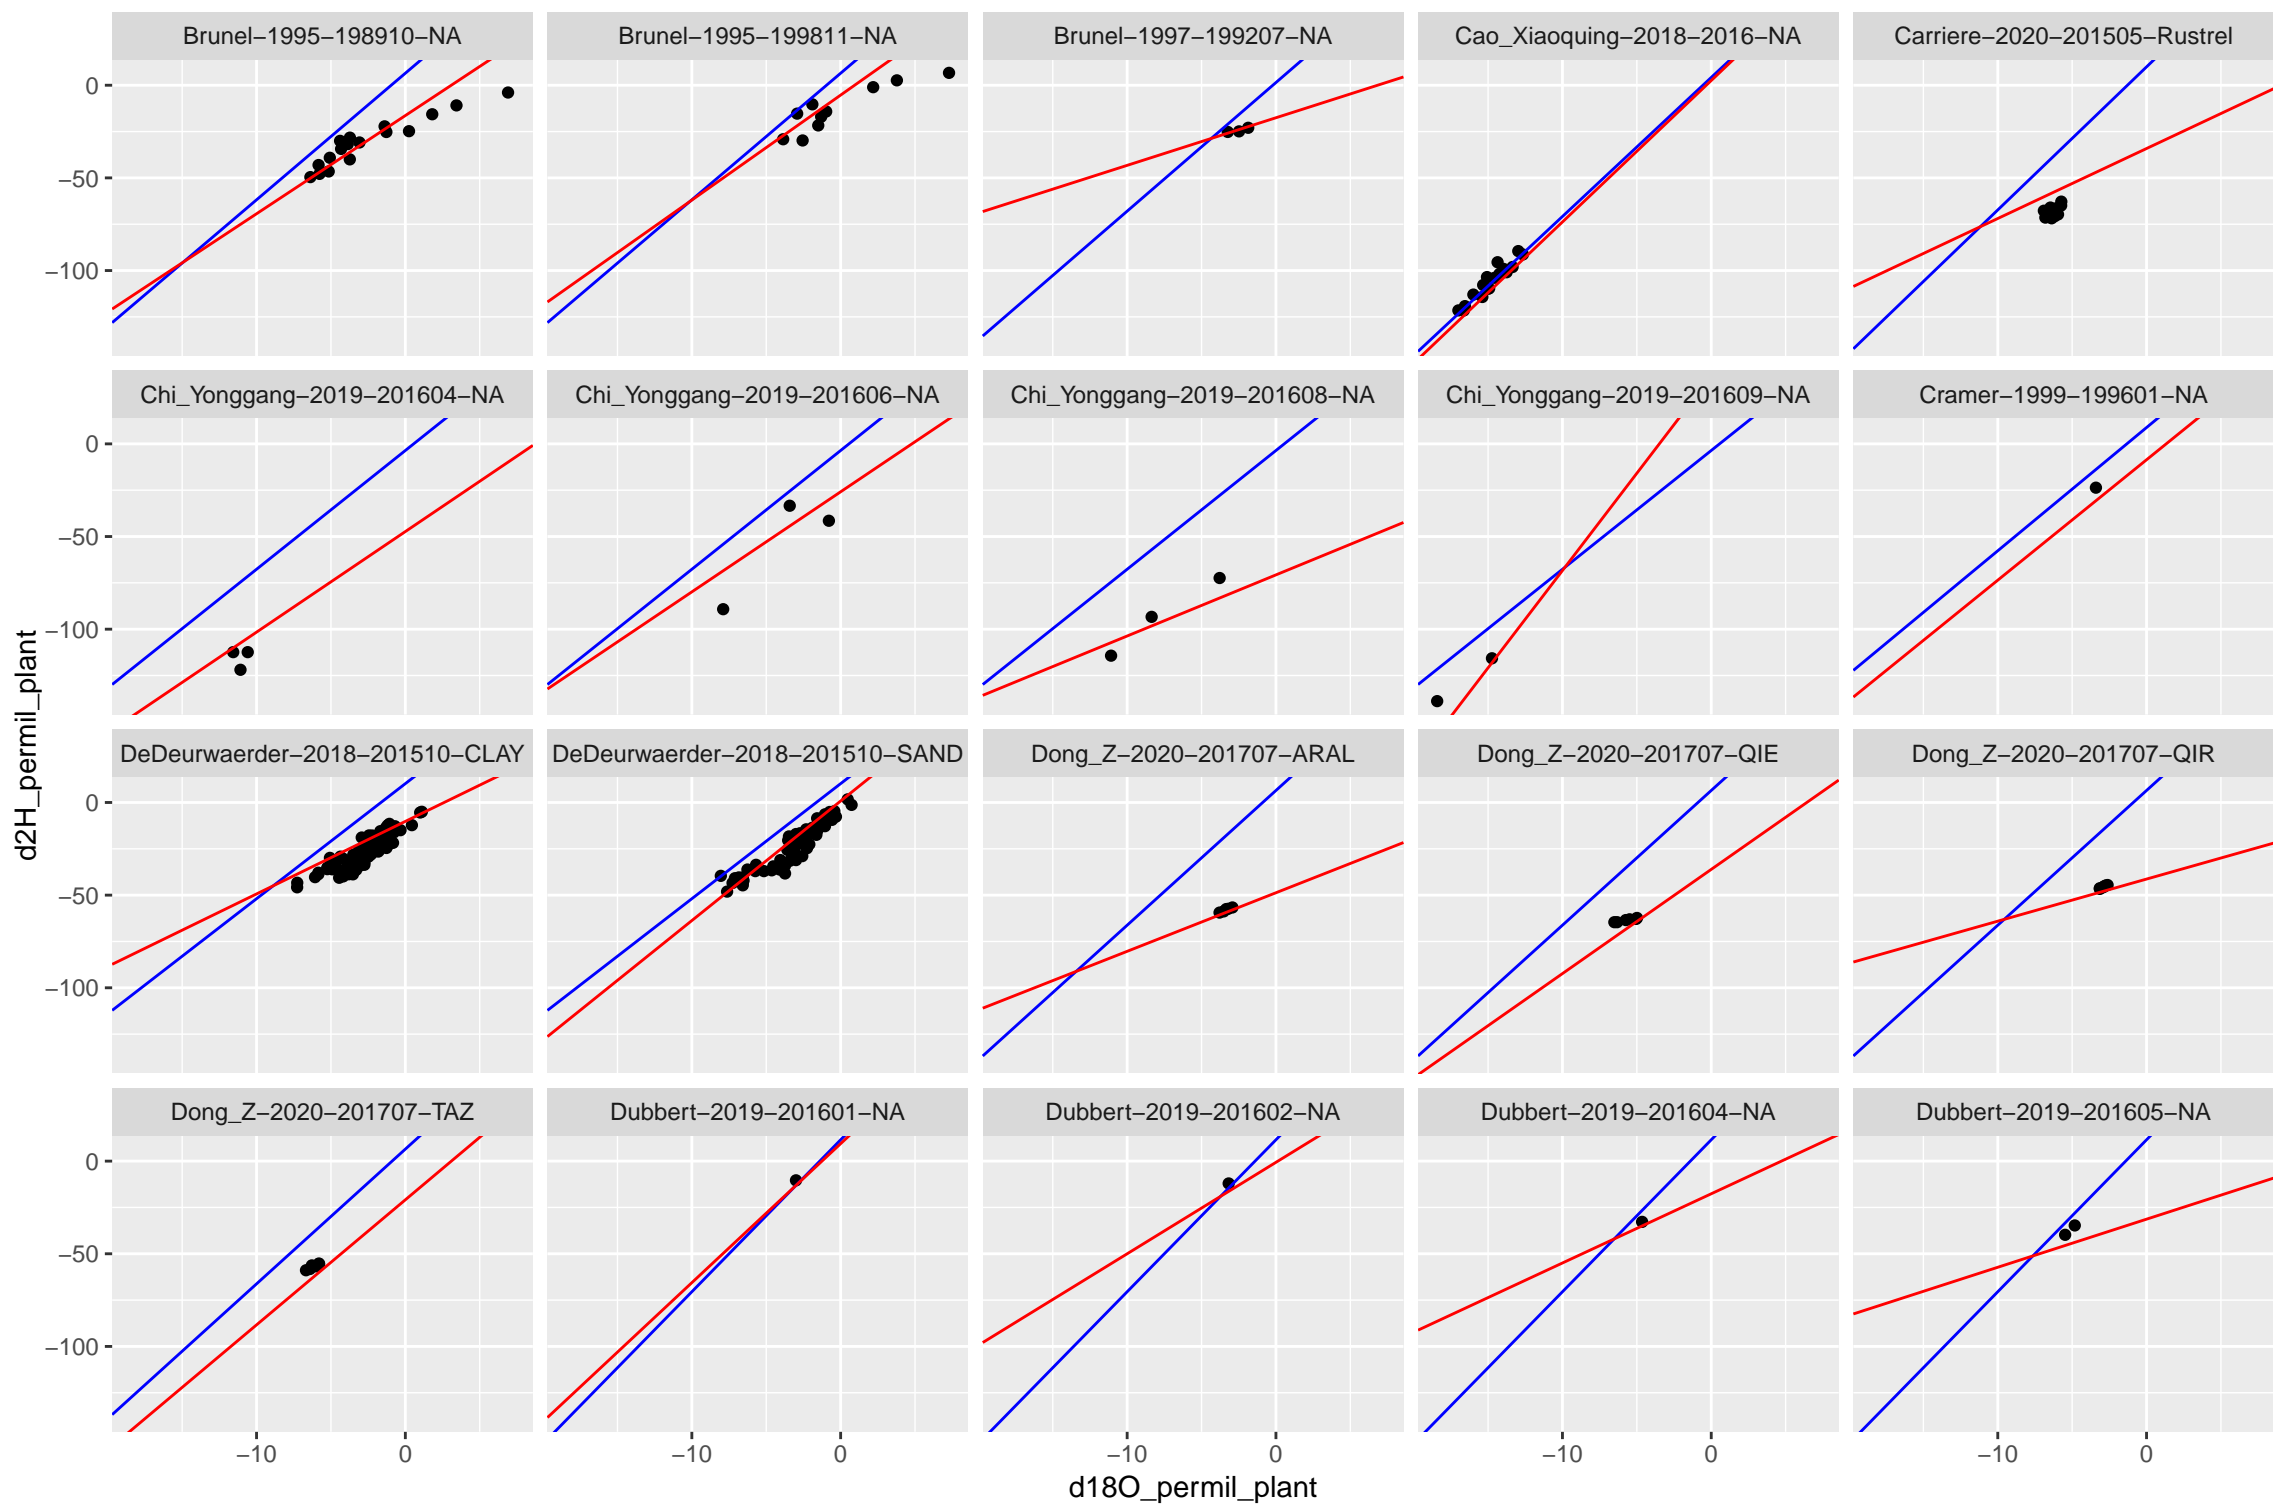 Brunel−1995−198910−NA
Brunel−1995−199811−NA
Brunel−1997−199207−NA
Cao_Xiaoquing−2018−2016−NA
Carriere−2020−201505−Rustrel
0
−50
−100
Chi_Yonggang−2019−201604−NA
Chi_Yonggang−2019−201606−NA
Chi_Yonggang−2019−201608−NA
Chi_Yonggang−2019−201609−NA
Cramer−1999−199601−NA
0
−50
−100
d2H_permil_plant
DeDeurwaerder−2018−201510−CLAY
DeDeurwaerder−2018−201510−SAND
Dong_Z−2020−201707−ARAL
Dong_Z−2020−201707−QIE
Dong_Z−2020−201707−QIR
0
−50
−100
Dong_Z−2020−201707−TAZ
Dubbert−2019−201601−NA
Dubbert−2019−201602−NA
Dubbert−2019−201604−NA
Dubbert−2019−201605−NA
0
−50
−100
−10 0 −10 0 −10 0 −10 0 −10 0
d18O_permil_plant